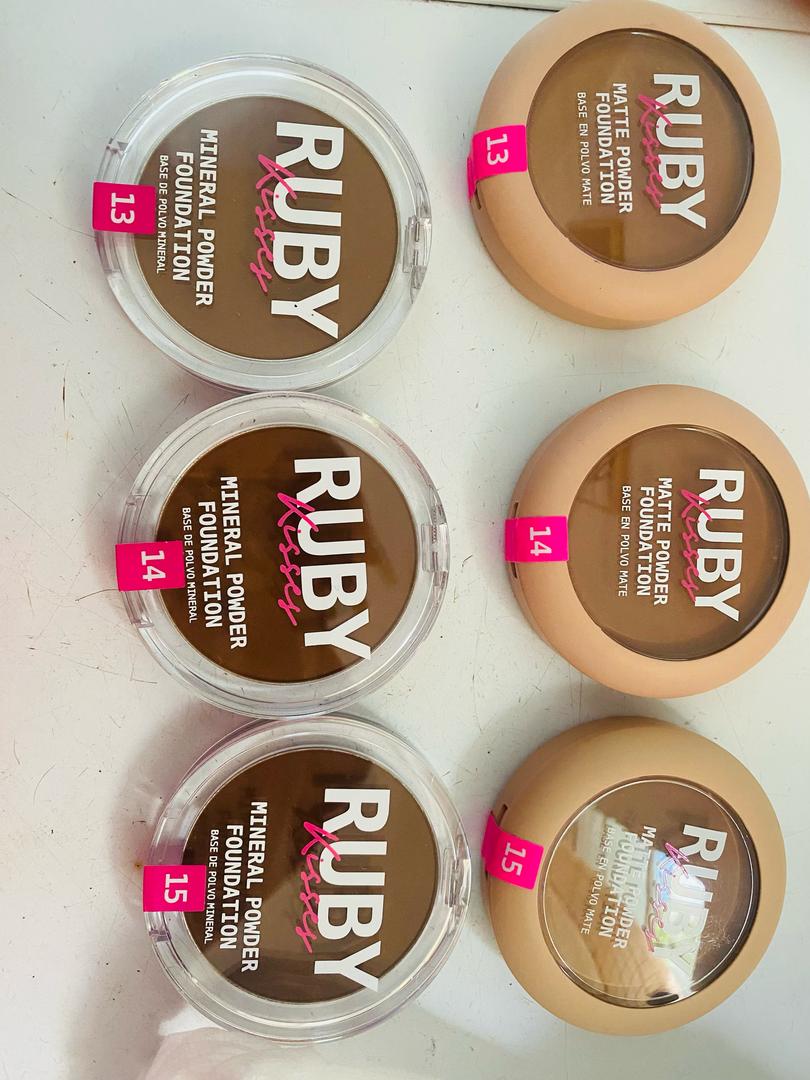 RUBY
Kisses
MINERAL POWDER
FOUNDATION
BASE DE POLVO MINERAL
13
RUBY
Kisses
MATTE POWDER
FOUNDATION
BASE EN POLVO MATE
13
RUBY
Kisses
MINERAL POWDER
FOUNDATION
BASE DE POLVO MINERAL
14
RUBY
Kisses
MATTE POWDER
FOUNDATION
BASE EN POLVO MATE
14
RUBY
Kisses
MINERAL POWDER
FOUNDATION
BASE DE POLVO MINERAL
15
RUBY
Kisses
MATTE POWDER
FOUNDATION
BASE EN POLVO MATE
15